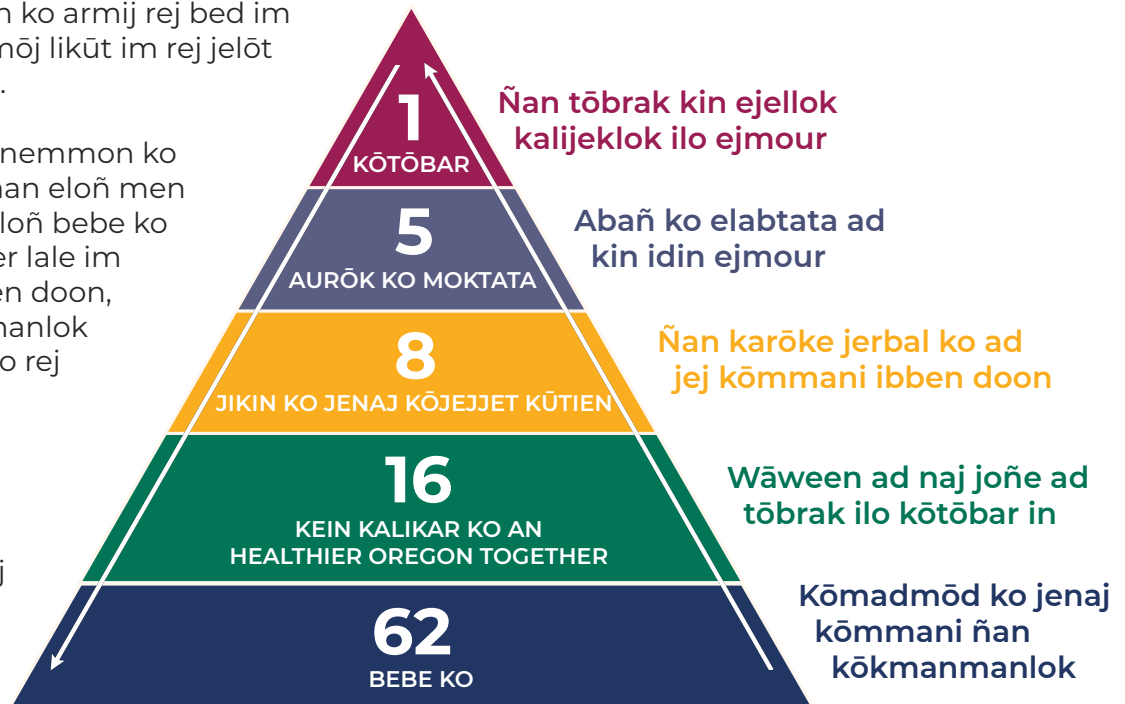 ko armij rej bed im
mōj likūt im rej jelōt
nemmon ko
eloñ men
bebe ko
lale im
doon,
rej
1
KŌTŌBAR
Ñan tōbrak kin ejellok
kalijeklok ilo ejmour
5
AURŌK KO MOKTATA
Abañ ko elabtata ad
kin idin ejmour
8
JIKIN KO JENAJ KŌJEJJET KŪTIEN
Ñan karōke jerbal ko ad
jej kōmmani ibben doon
16
KEIN KALIKAR KO AN
HEALTHIER OREGON TOGETHER
Wāween ad naj joñe ad
tōbrak ilo kōtōbar in
62
BEBE KO
Kōmadmōd ko jenaj
kōmmani ñan
kōkmanmanlok